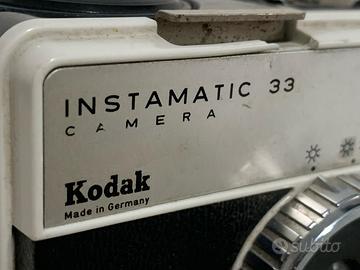 INSTAMATIC 33
CAMERA
Kodak
Made in Germany
subito